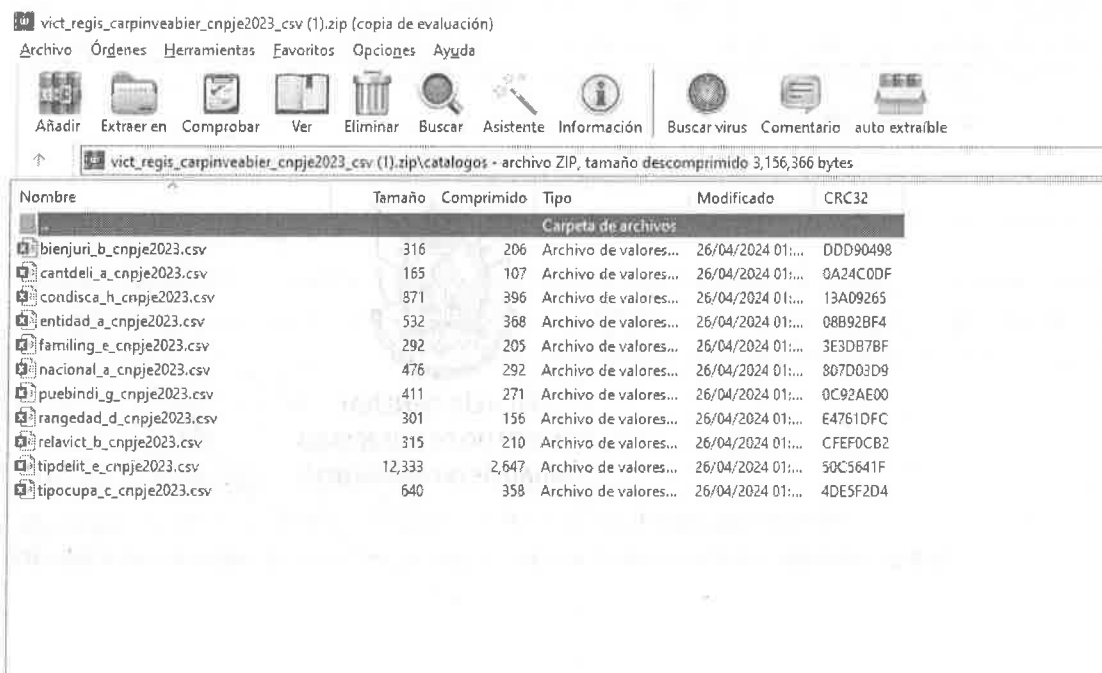 vict_regis_carpinveabier_cnpje2023_csv (1).zip (copia de evaluación)
Archivo Órdenes Herramientas Favoritos Opciones Ayuda
Añadir Extraer en Comprobar Ver Eliminar Buscar Asistente Información Buscar virus Comentario auto extraíble
vict_regis_carpinveabier_cnpje2023_csv (1).zip\catalogos - archivo ZIP, tamaño descomprimido 3,156,366 bytes
Nombre Tamaño Comprimido Tipo Modificado CRC32
.. Carpeta de archivos
bienjuri_b_cnpje2023.csv 316 206 Archivo de valores... 26/04/2024 01:... DDD90498
cantdeli_a_cnpje2023.csv 165 107 Archivo de valores... 26/04/2024 01:... 0A24C0DF
condisca_h_cnpje2023.csv 871 396 Archivo de valores... 26/04/2024 01:... 13A09265
entidad_a_cnpje2023.csv 532 368 Archivo de valores... 26/04/2024 01:... 08B92BF4
familing_e_cnpje2023.csv 292 205 Archivo de valores... 26/04/2024 01:... 3E3DB7BF
nacional_a_cnpje2023.csv 476 292 Archivo de valores... 26/04/2024 01:... 807D03D9
puebindi_g_cnpje2023.csv 411 271 Archivo de valores... 26/04/2024 01:... 0C92AE00
rangedad_d_cnpje2023.csv 301 156 Archivo de valores... 26/04/2024 01:... E4761DFC
relavict_b_cnpje2023.csv 315 210 Archivo de valores... 26/04/2024 01:... CFEF0CB2
tipdelit_e_cnpje2023.csv 12,333 2,647 Archivo de valores... 26/04/2024 01:... 50C5641F
tipocupa_c_cnpje2023.csv 640 358 Archivo de valores... 26/04/2024 01:... 4DE5F2D4